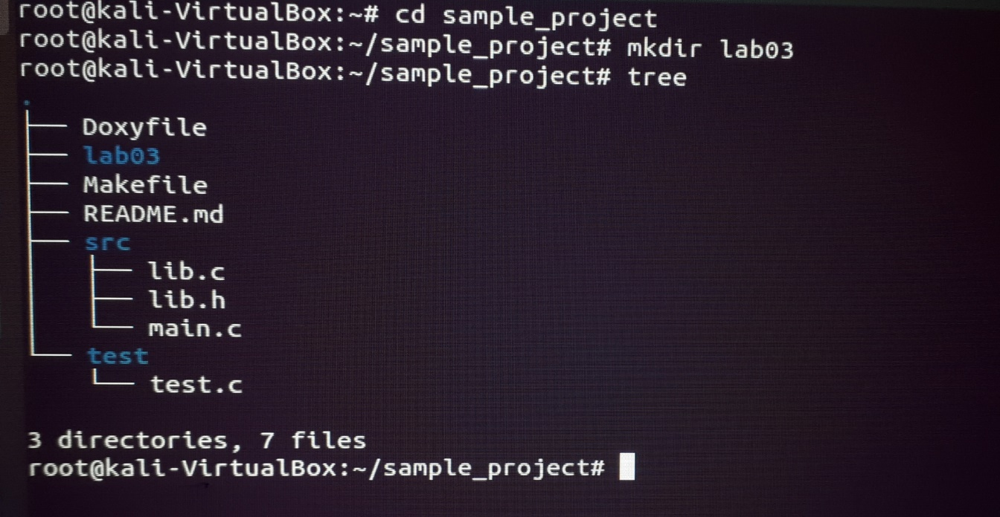 root@kali-VirtualBox:~# cd sample_project
root@kali-VirtualBox:~/sample_project# mkdir lab03
root@kali-VirtualBox:~/sample_project# tree
.
├── Doxyfile
├── lab03
├── Makefile
├── README.md
├── src
│   ├── lib.c
│   ├── lib.h
│   └── main.c
└── test
    └── test.c
3 directories, 7 files
root@kali-VirtualBox:~/sample_project#